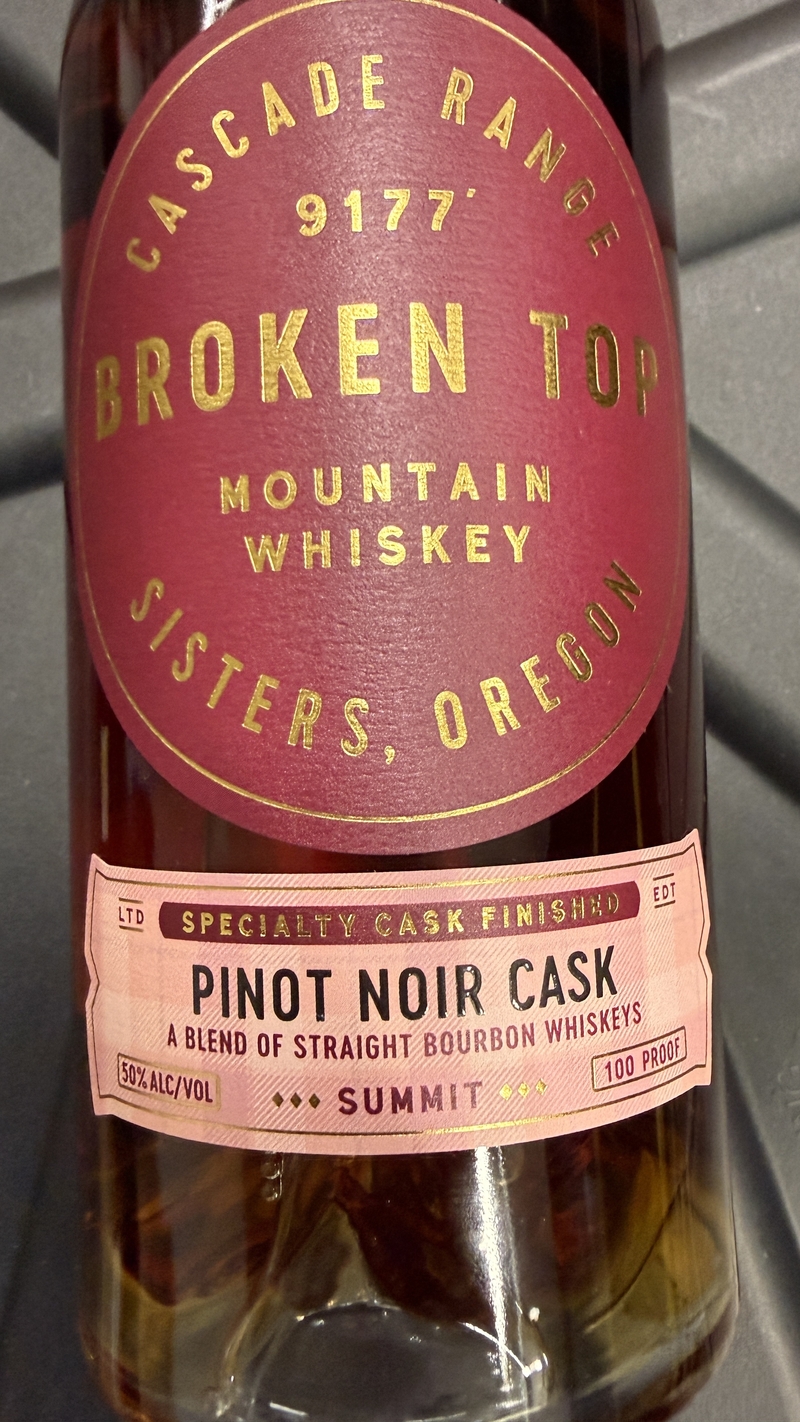 CASCADE RANGE
9177'
BROKEN TOP
MOUNTAIN
WHISKEY
SISTERS, OREGON
LTD SPECIALTY CASK FINISHED EDT
PINOT NOIR CASK
A BLEND OF STRAIGHT BOURBON WHISKEYS
50% ALC/VOL SUMMIT 100 PROOF